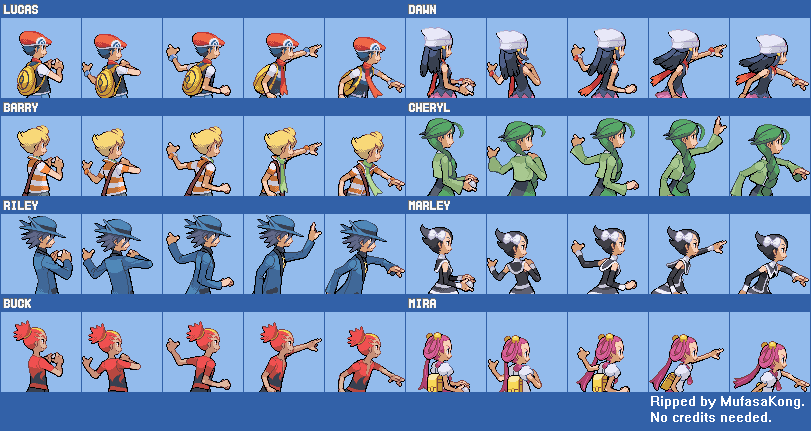 LUCAS DAWN
BARRY CHERYL
RILEY MARLEY
BUCK MIRA
Ripped by MufasaKong.
No credits needed.